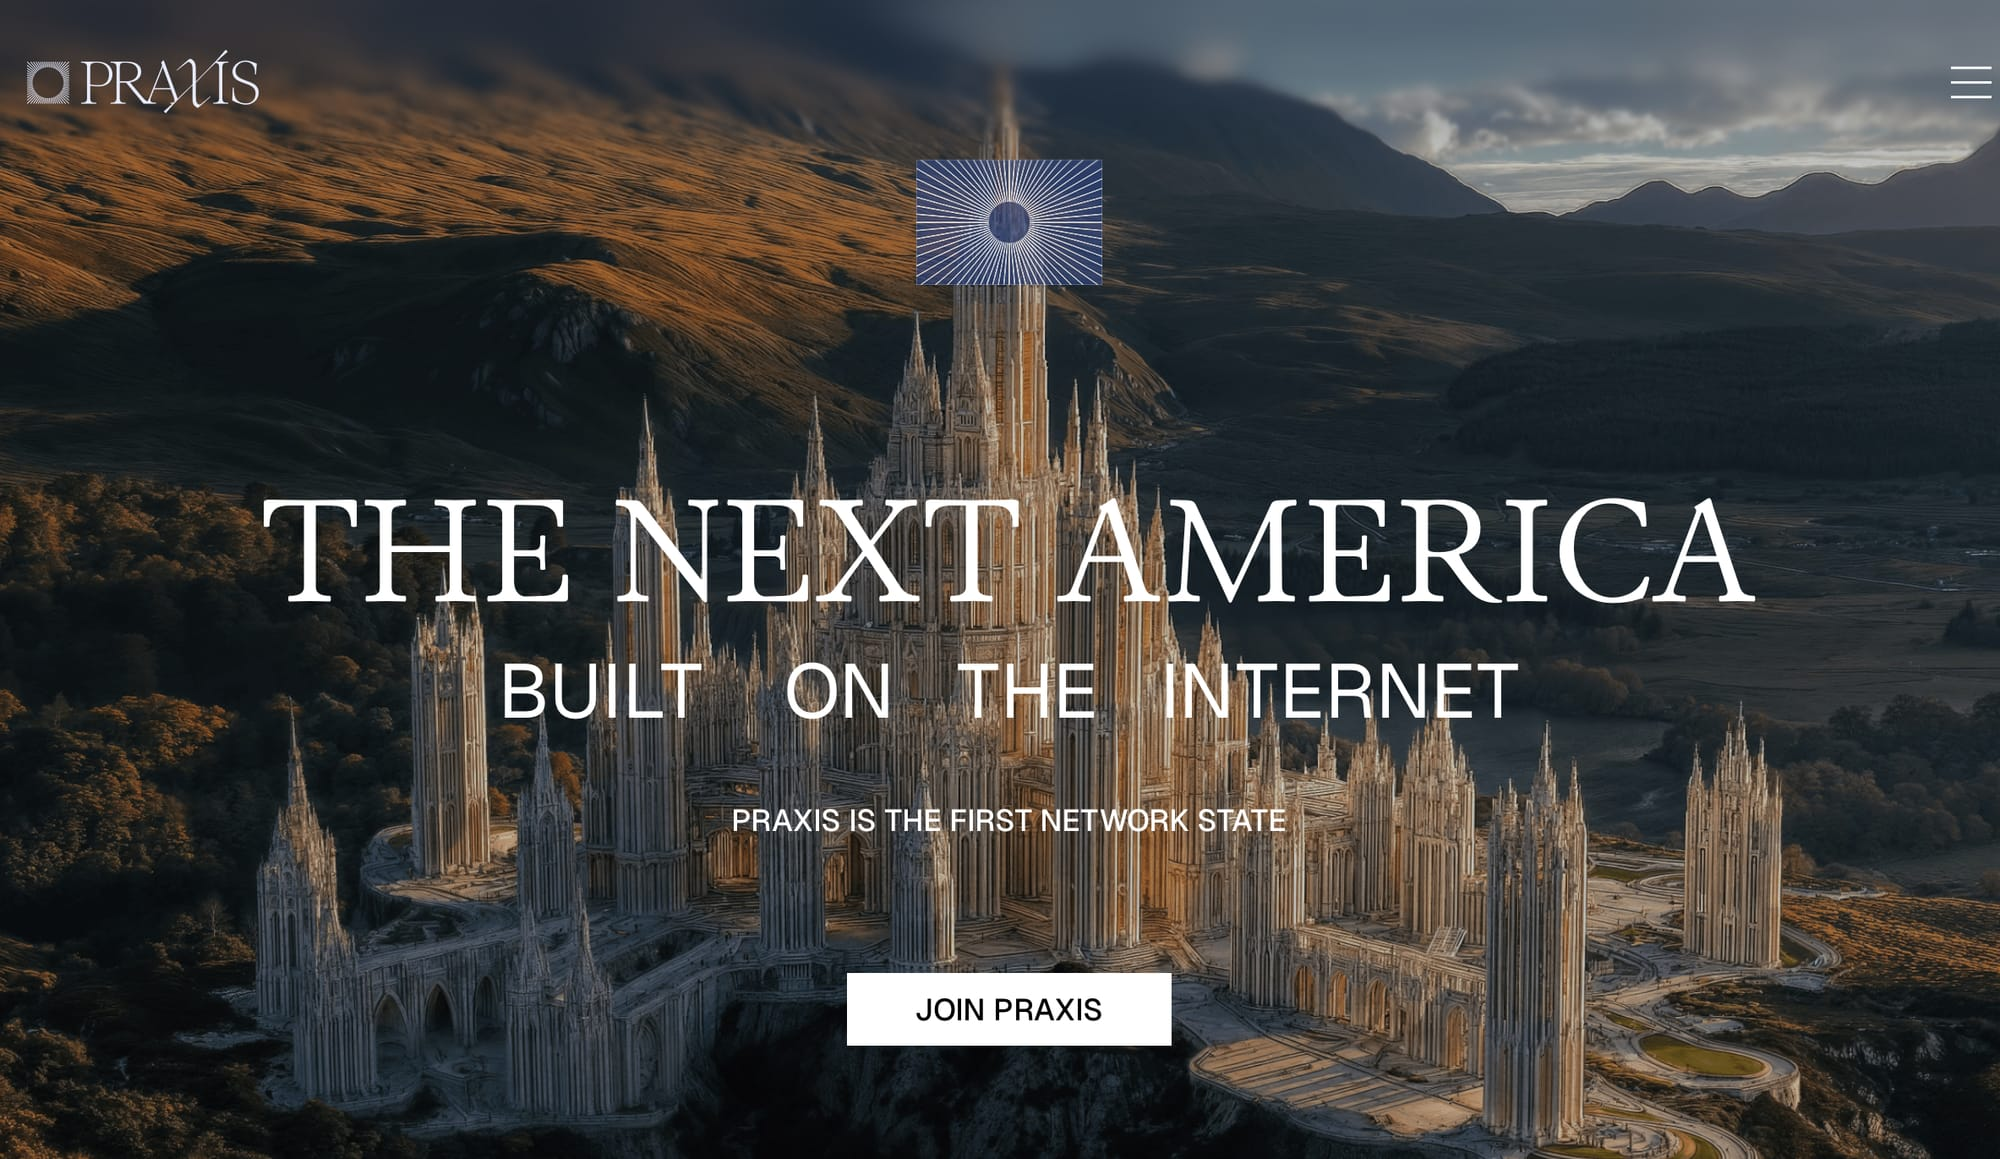 PRAXIS
THE NEXT AMERICA
BUILT ON THE INTERNET
PRAXIS IS THE FIRST NETWORK STATE
JOIN PRAXIS